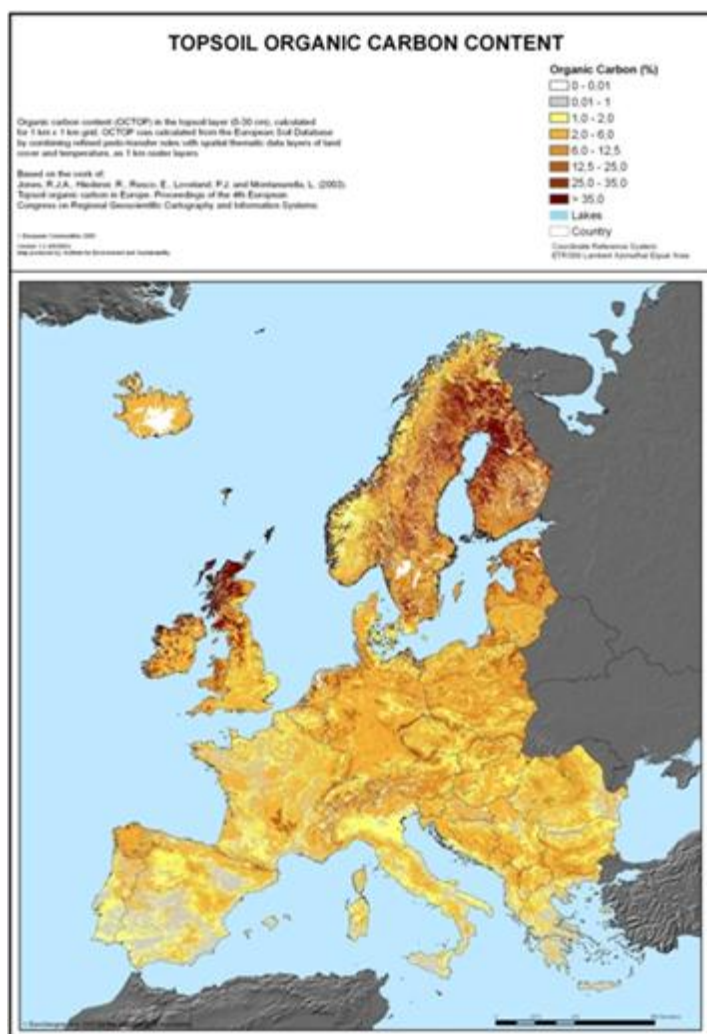 TOPSOIL ORGANIC CARBON CONTENT
Organic Carbon (%)
0 - 0,01
0,01 - 1
1,0 - 2,0
2,0 - 6,0
6,0 - 12,5
12,5 - 25,0
25,0 - 35,0
> 35,0
Lakes
Country
Coordinate Reference System:
ETRS89 Lambert Azimuthal Equal Area
Organic carbon content (OCTOP) in the topsoil layer (0-30 cm), calculated
for 1 km x 1 km grid. OCTOP was calculated from the European Soil Database
by combining refined pedo-transfer rules with spatial thematic data layers of land
cover and temperature, as 1 km raster layers.
Based on the work of:
Jones, R.J.A., Hiederer, R., Rusco, E., Loveland, P.J. and Montanarella, L. (2003).
Topsoil organic carbon in Europe. Proceedings of the 4th European
Congress on Regional Geoscientific Cartography and Information Systems